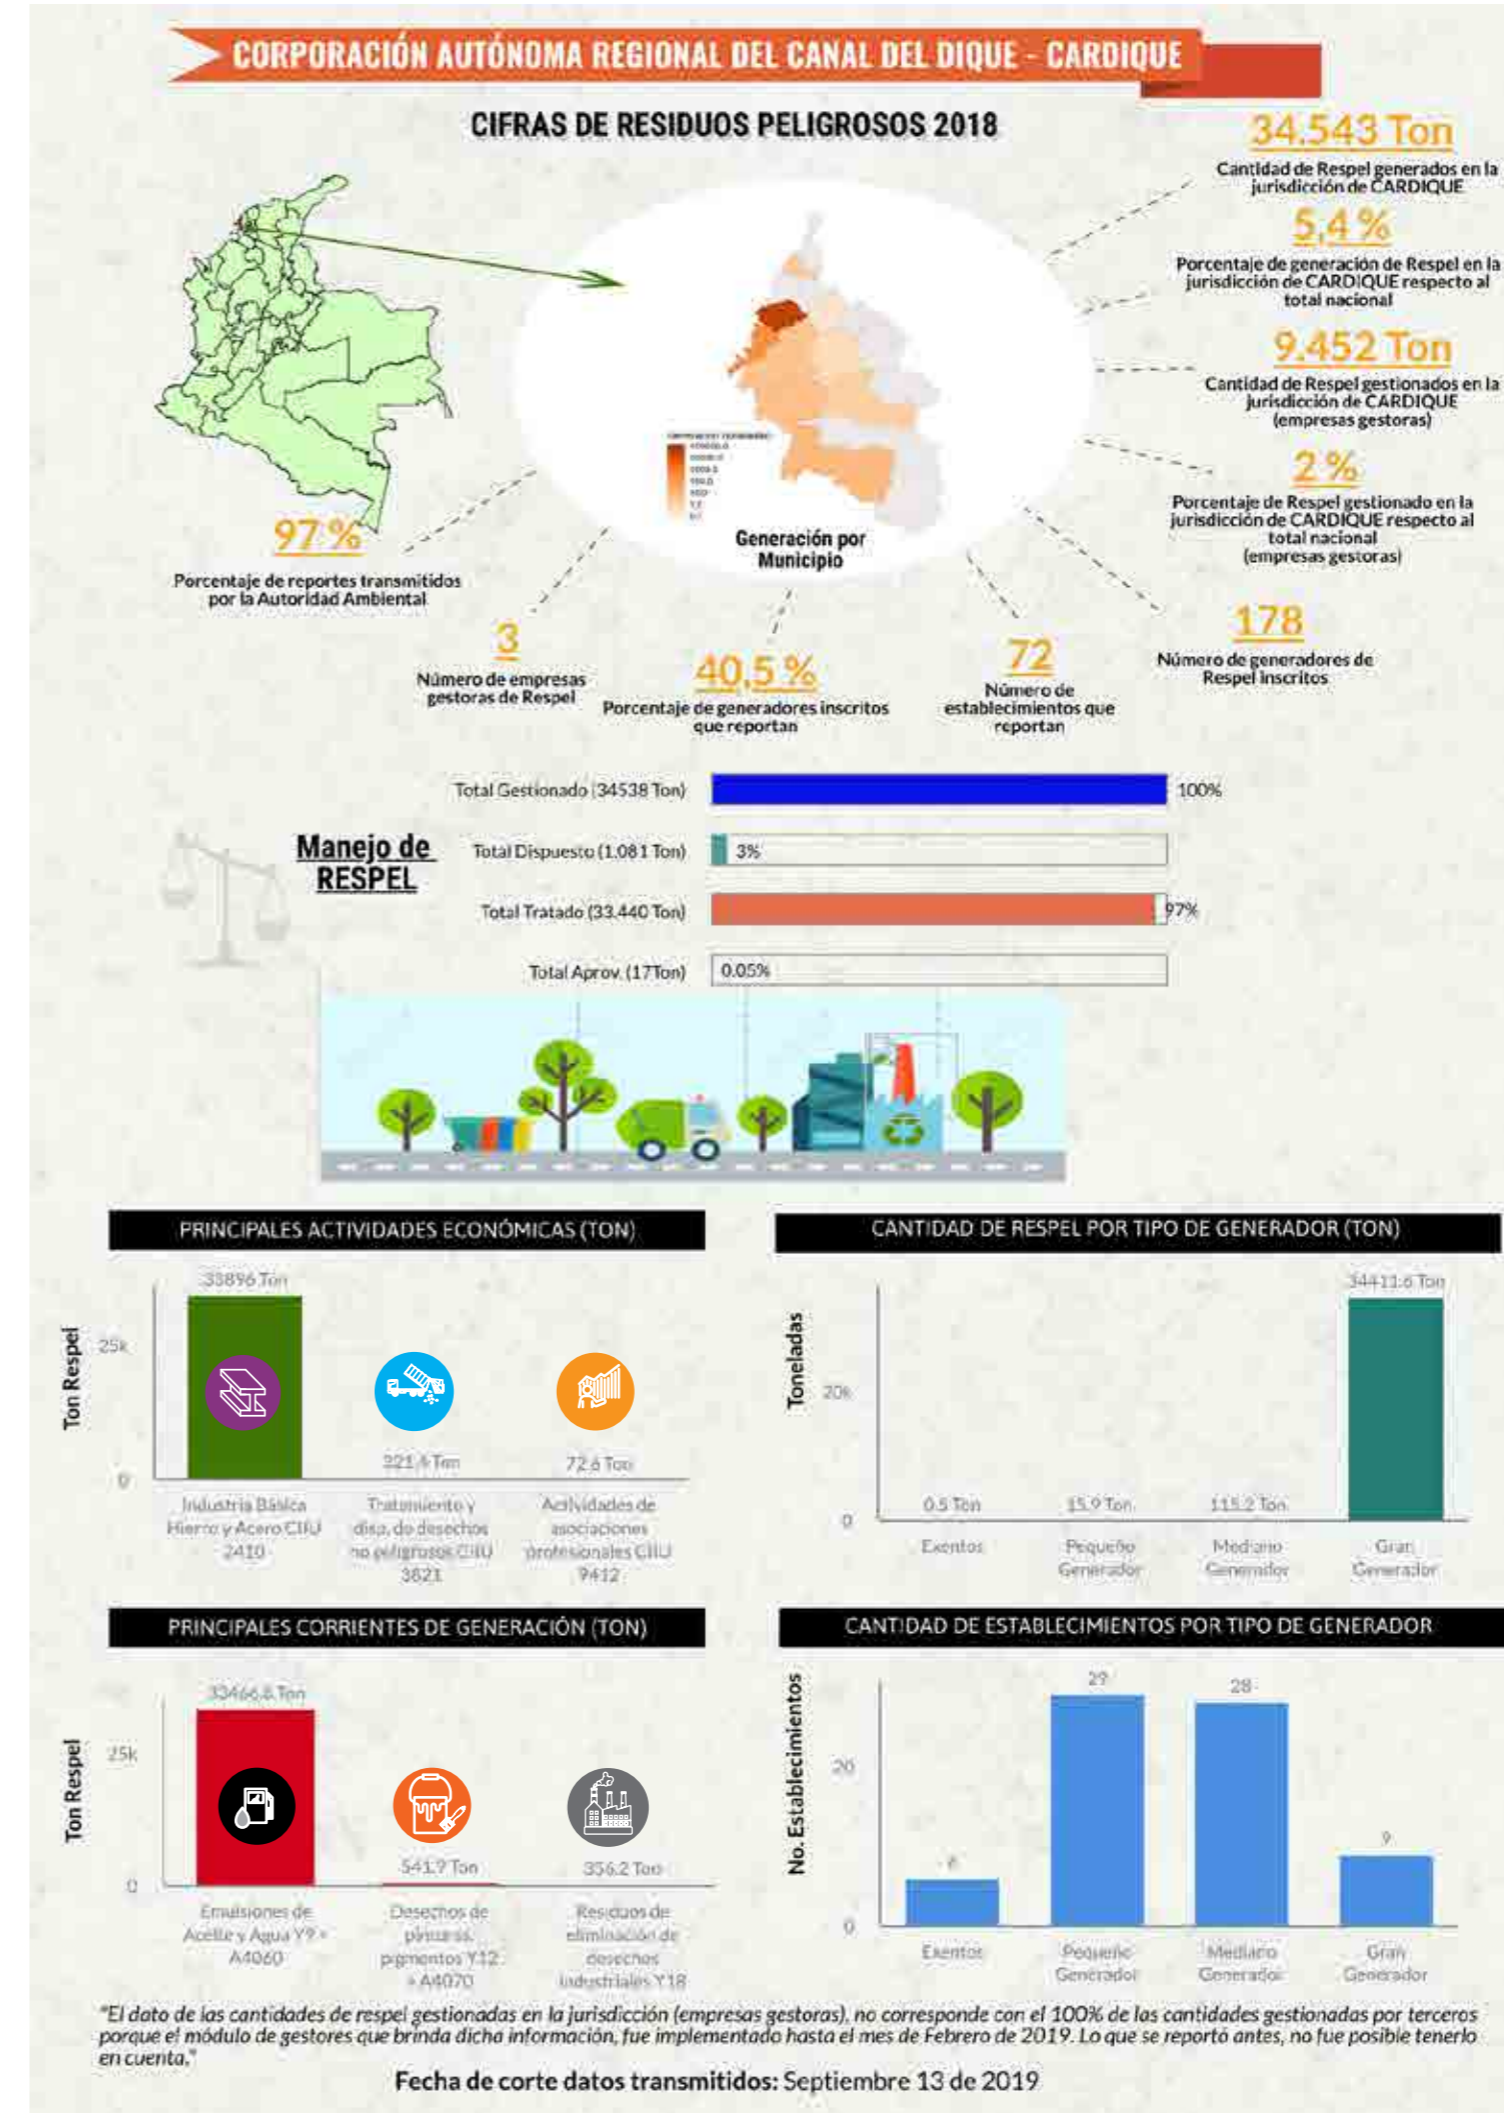 CORPORACIÓN AUTÓNOMA REGIONAL DEL CANAL DEL DIQUE - CARDIQUE
CIFRAS DE RESIDUOS PELIGROSOS 2018
34.543 Ton
Cantidad de Respel generados en la
jurisdicción de CARDIQUE
5,4 %
Porcentaje de generación de Respel en la
jurisdicción de CARDIQUE respecto al
total nacional
9.452 Ton
Cantidad de Respel gestionados en la
jurisdicción de CARDIQUE
(empresas gestoras)
2 %
Porcentaje de Respel gestionado en la
jurisdicción de CARDIQUE respecto al
total nacional
(empresas gestoras)
Generación por
Municipio
97 %
Porcentaje de reportes transmitidos
por la Autoridad Ambiental
3
Número de empresas
gestoras de Respel
40,5 %
Porcentaje de generadores inscritos
que reportan
72
Número de
establecimientos que
reportan
178
Número de generadores de
Respel inscritos
Manejo de
RESPEL
Total Gestionado (34538 Ton)
100%
Total Dispuesto (1.081 Ton)
3%
Total Tratado (33.440 Ton)
97%
Total Aprov. (17Ton)
0.05%
PRINCIPALES ACTIVIDADES ECONÓMICAS (TON)
Ton Respel
25k
0
33896 Ton
221.6 Ton
72.6 Ton
Industria Básica
Hierro y Acero CIIU
2410
Tratamiento y
disp. de desechos
no peligrosos CIIU
3821
Actividades de
asociaciones
profesionales CIIU
9412
CANTIDAD DE RESPEL POR TIPO DE GENERADOR (TON)
Toneladas
20k
0
0.5 Ton
15.9 Ton
115.2 Ton
34411.6 Ton
Exentos
Pequeño
Generador
Mediano
Generador
Gran
Generador
PRINCIPALES CORRIENTES DE GENERACIÓN (TON)
Ton Respel
25k
0
33466.8 Ton
541.9 Ton
356.2 Ton
Emulsiones de
Aceite y Agua Y9 +
A4060
Desechos de
pinturas,
pigmentos Y12
+ A4070
Residuos de
eliminación de
desechos
industriales Y18
CANTIDAD DE ESTABLECIMIENTOS POR TIPO DE GENERADOR
No. Establecimientos
20
0
6
29
28
9
Exentos
Pequeño
Generador
Mediano
Generador
Gran
Generador
"El dato de las cantidades de respel gestionadas en la jurisdicción (empresas gestoras), no corresponde con el 100% de las cantidades gestionadas por terceros
porque el módulo de gestores que brinda dicha información, fue implementado hasta el mes de Febrero de 2019. Lo que se reportó antes, no fue posible tenerlo
en cuenta."
Fecha de corte datos transmitidos: Septiembre 13 de 2019